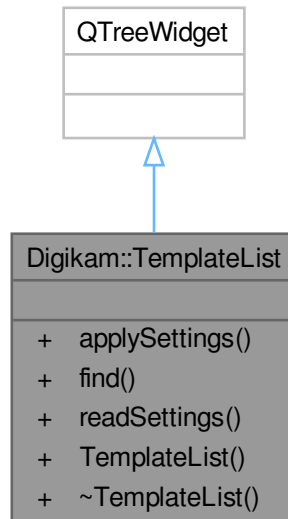 QTreeWidget
Digikam::TemplateList
+ applySettings()
+ find()
+ readSettings()
+ TemplateList()
+ ~TemplateList()